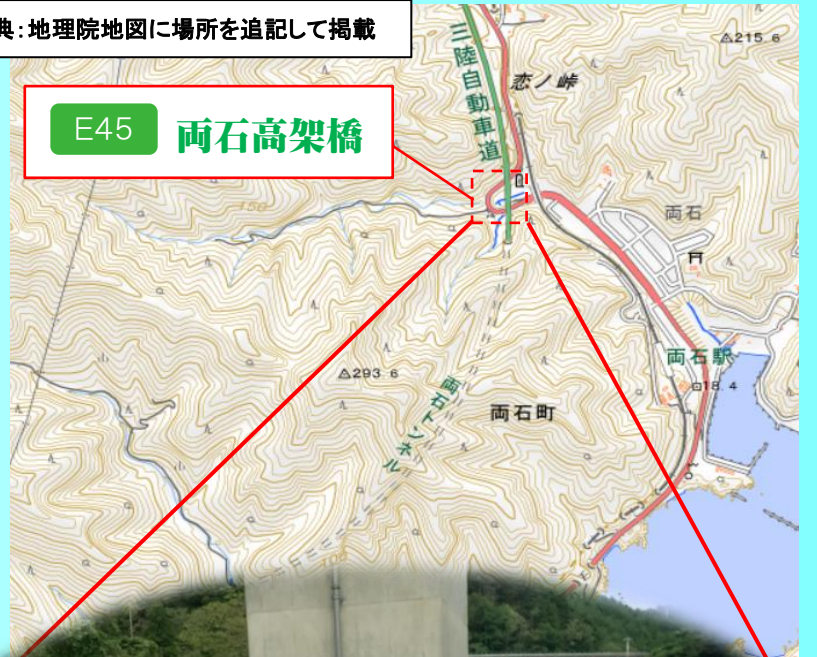 典：地理院地図に場所を追記して掲載
E45 両石高架橋
三陸自動車道
恋ノ峠
215.6
両石
両石駅
18.4
293.6
両石町
両石トンネル